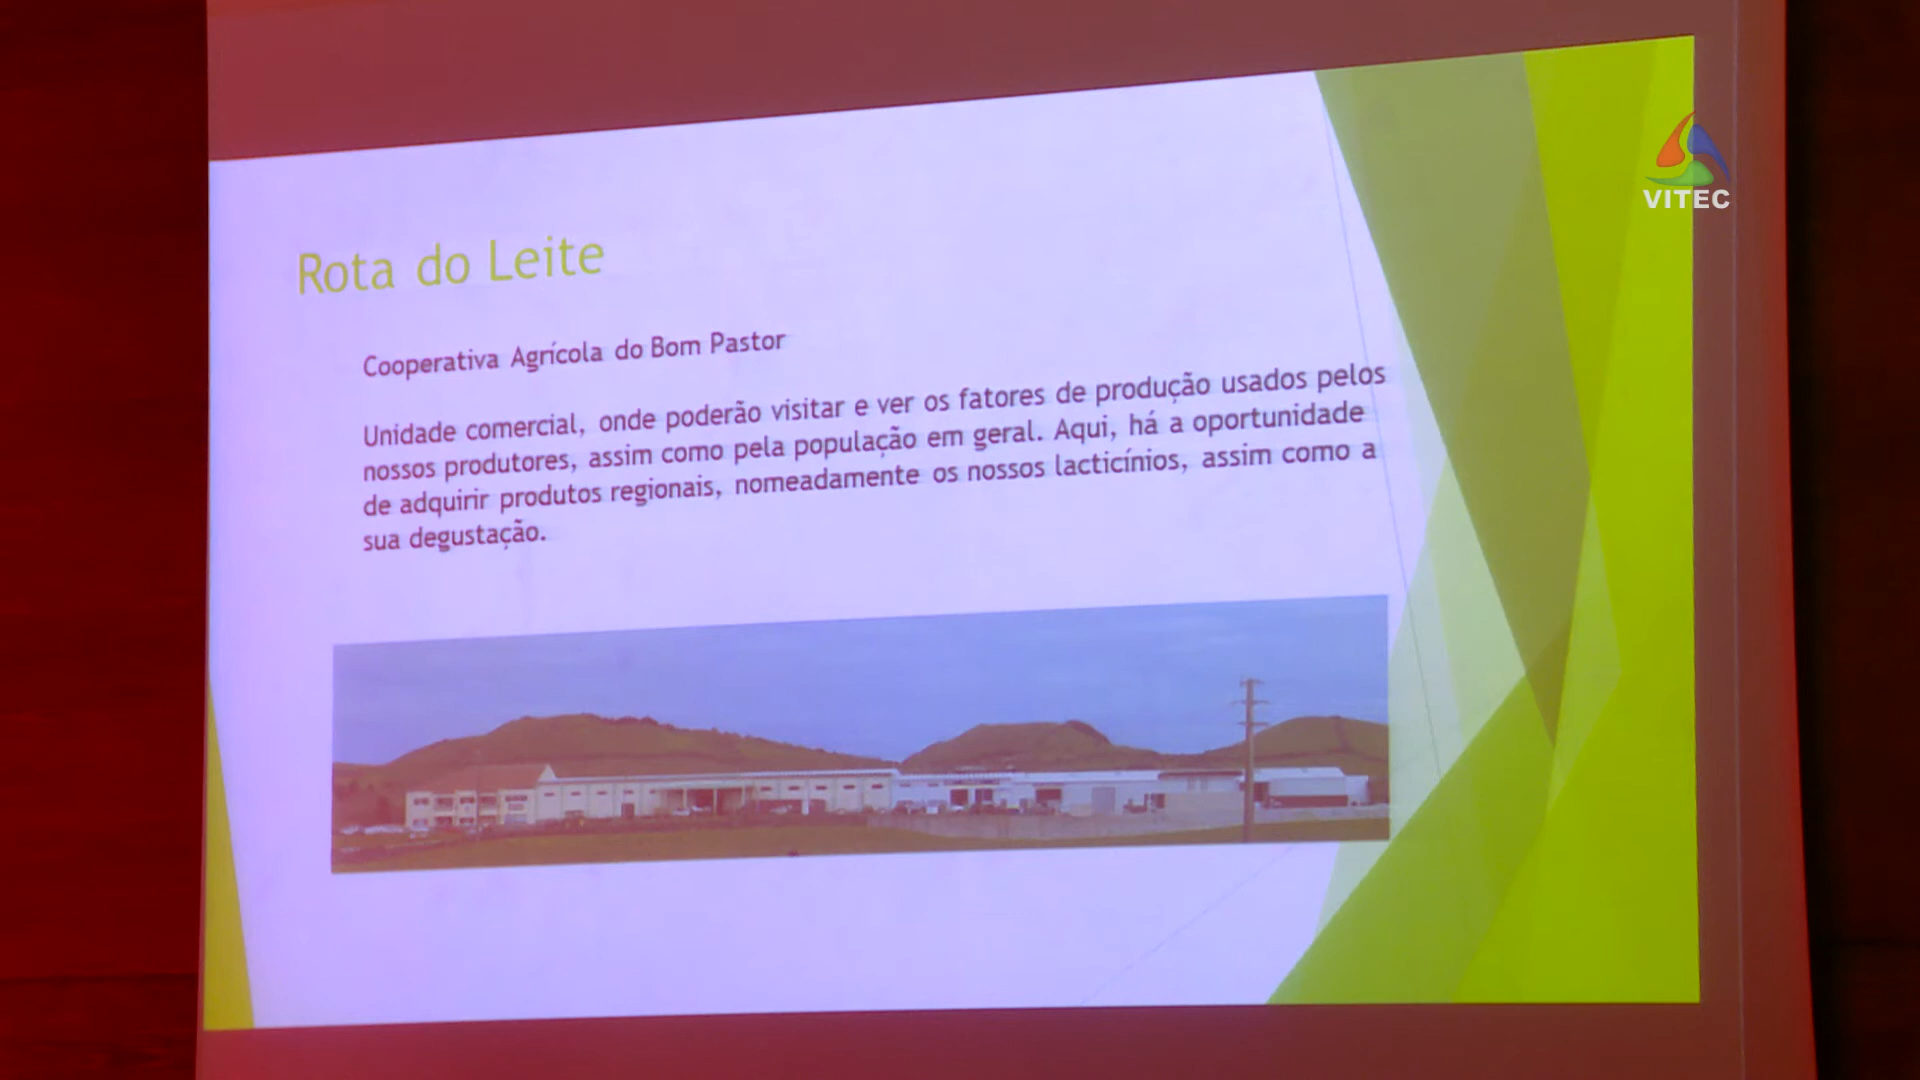 VITEC
Rota do Leite
Cooperativa Agrícola do Bom Pastor
Unidade comercial, onde poderão visitar e ver os fatores de produção usados pelos
nossos produtores, assim como pela população em geral. Aqui, há a oportunidade
de adquirir produtos regionais, nomeadamente os nossos lacticínios, assim como a
sua degustação.